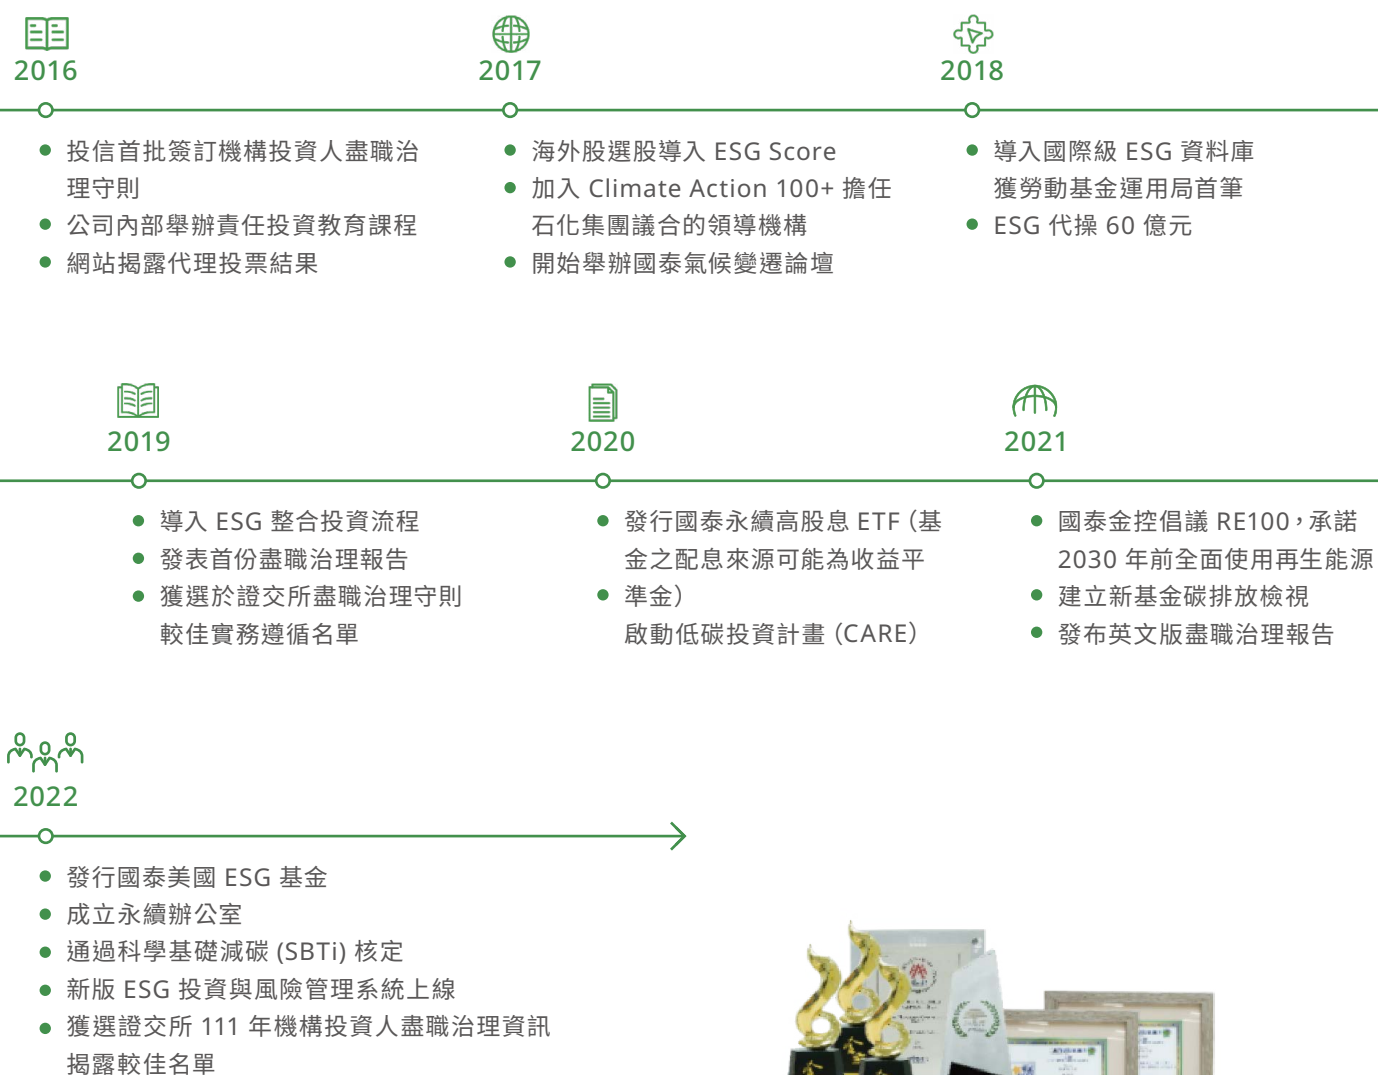 2016
投信首批簽訂機構投資人盡職治
理守則
公司內部舉辦責任投資教育課程
網站揭露代理投票結果
2017
海外股選股導入 ESG Score
加入 Climate Action 100+ 擔任
石化集團議合的領導機構
開始舉辦國泰氣候變遷論壇
2018
導入國際級 ESG 資料庫
獲勞動基金運用局首筆
ESG 代操 60 億元
2019
導入 ESG 整合投資流程
發表首份盡職治理報告
獲選於證交所盡職治理守則
較佳實務遵循名單
2020
發行國泰永續高股息 ETF（基
金之配息來源可能為收益平
準金）
啟動低碳投資計畫（CARE）
2021
國泰金控倡議 RE100，承諾
2030 年前全面使用再生能源
建立新基金碳排放檢視
發布英文版盡職治理報告
2022
發行國泰美國 ESG 基金
成立永續辦公室
通過科學基礎減碳 (SBTi) 核定
新版 ESG 投資與風險管理系統上線
獲選證交所 111 年機構投資人盡職治理資訊
揭露較佳名單